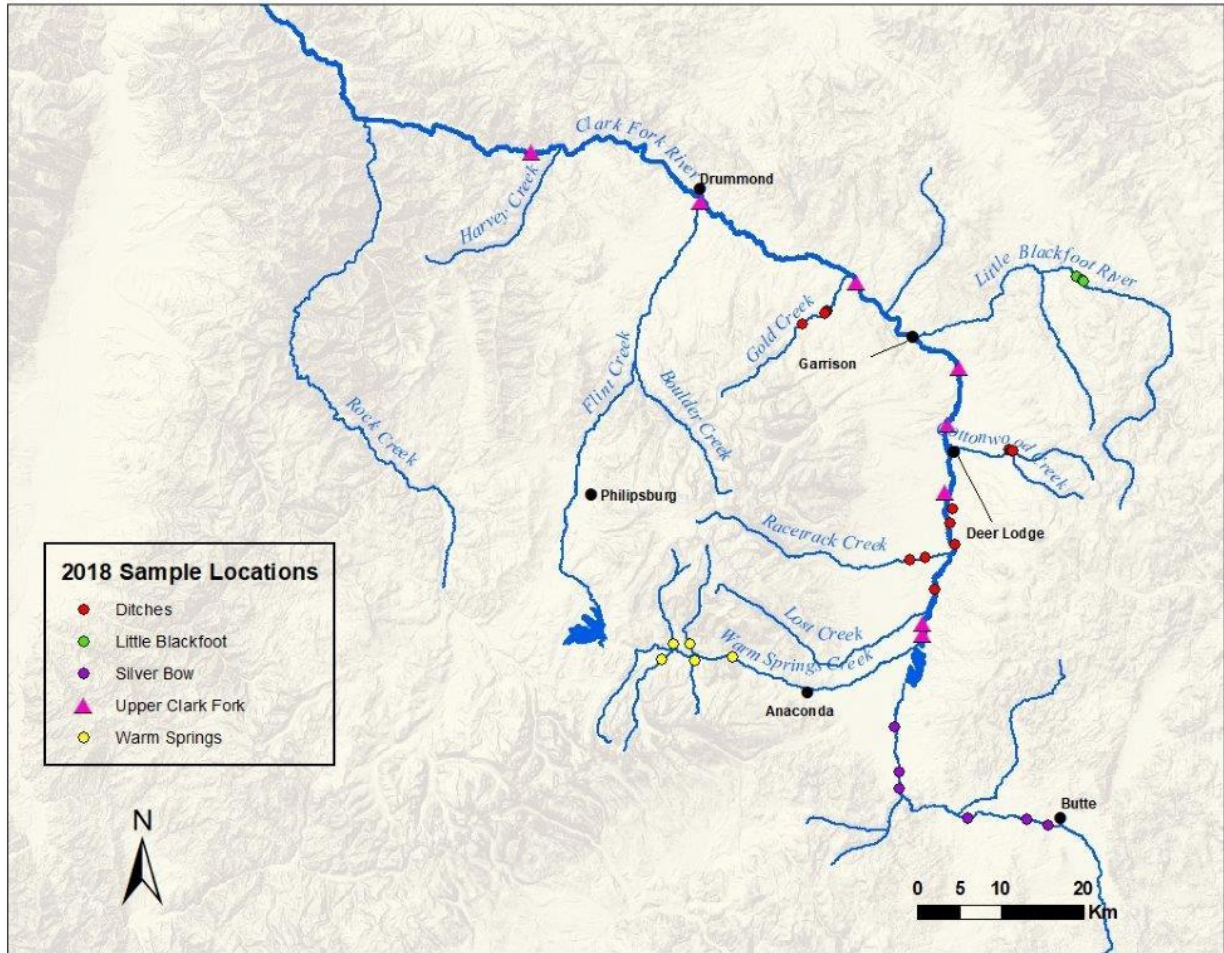 Clark Fork River
Drummond
Harvey Creek
Little Blackfoot River
Gold Creek
Garrison
Flint Creek
Boulder Creek
Rock Creek
Cottonwood Creek
Philipsburg
Deer Lodge
Racetrack Creek
Lost Creek
Warm Springs Creek
Anaconda
Butte
2018 Sample Locations
Ditches
Little Blackfoot
Silver Bow
Upper Clark Fork
Warm Springs
N
0 5 10 20
Km